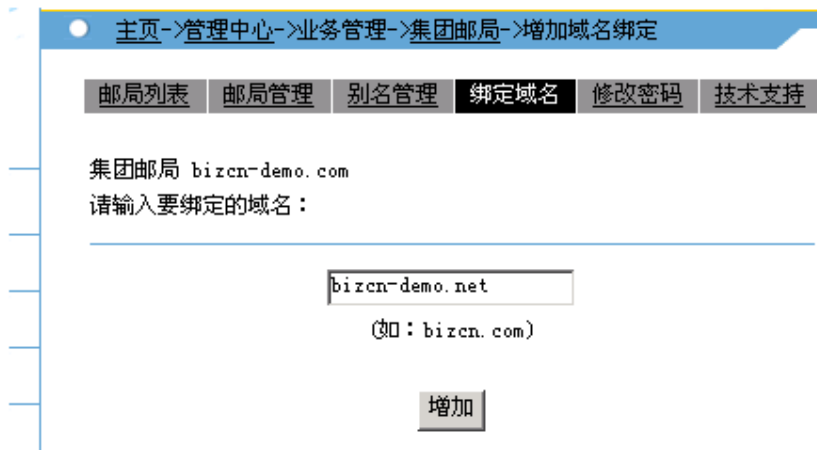 主页->管理中心->业务管理->集团邮局->增加域名绑定
邮局列表 邮局管理 别名管理 绑定域名 修改密码 技术支持
集团邮局 bizcn-demo.com
请输入要绑定的域名：
bizcn-demo.net
(如：bizcn.com)
增加